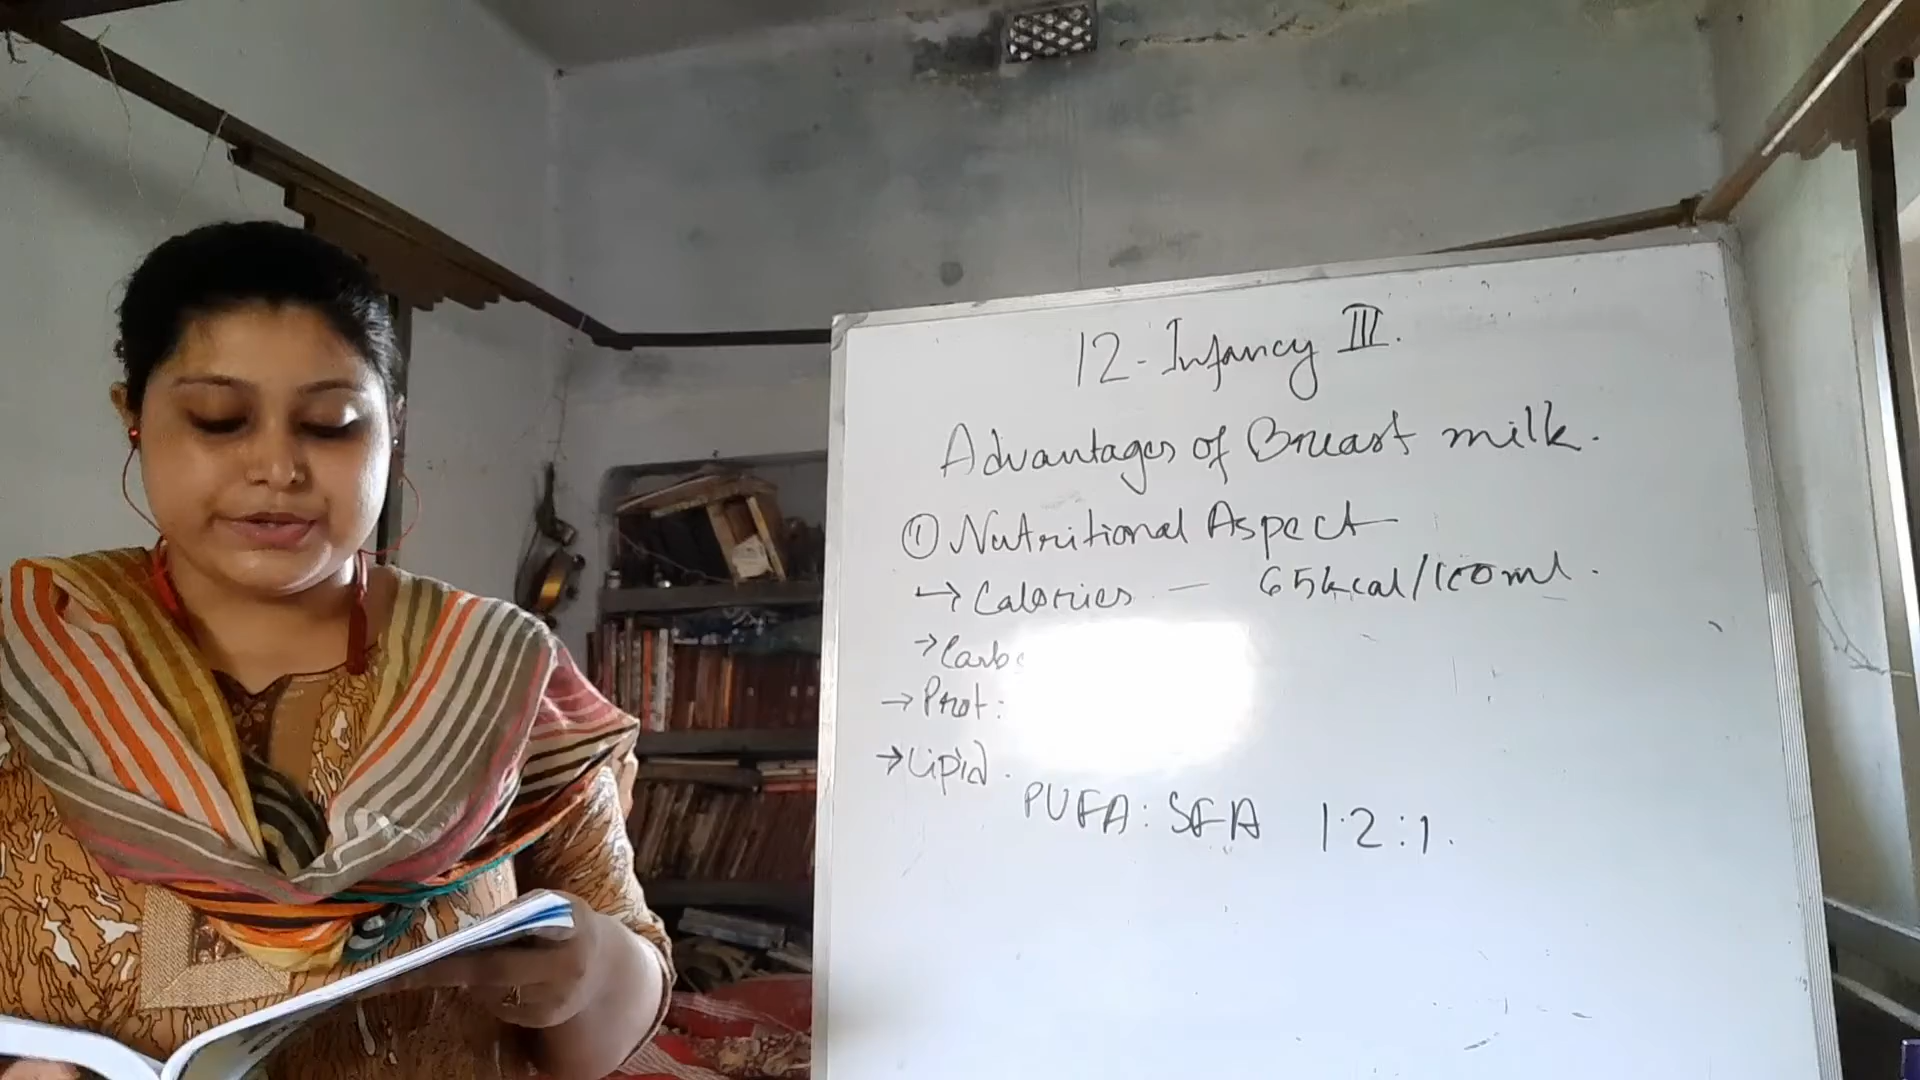 12- Infancy III.
Advantages of Breast milk.
① Nutritional Aspect
↳ Calories — 65kcal/100ml.
→ Carb
→ Prot:
→ Lipid.
PUFA: SFA 1.2:1.